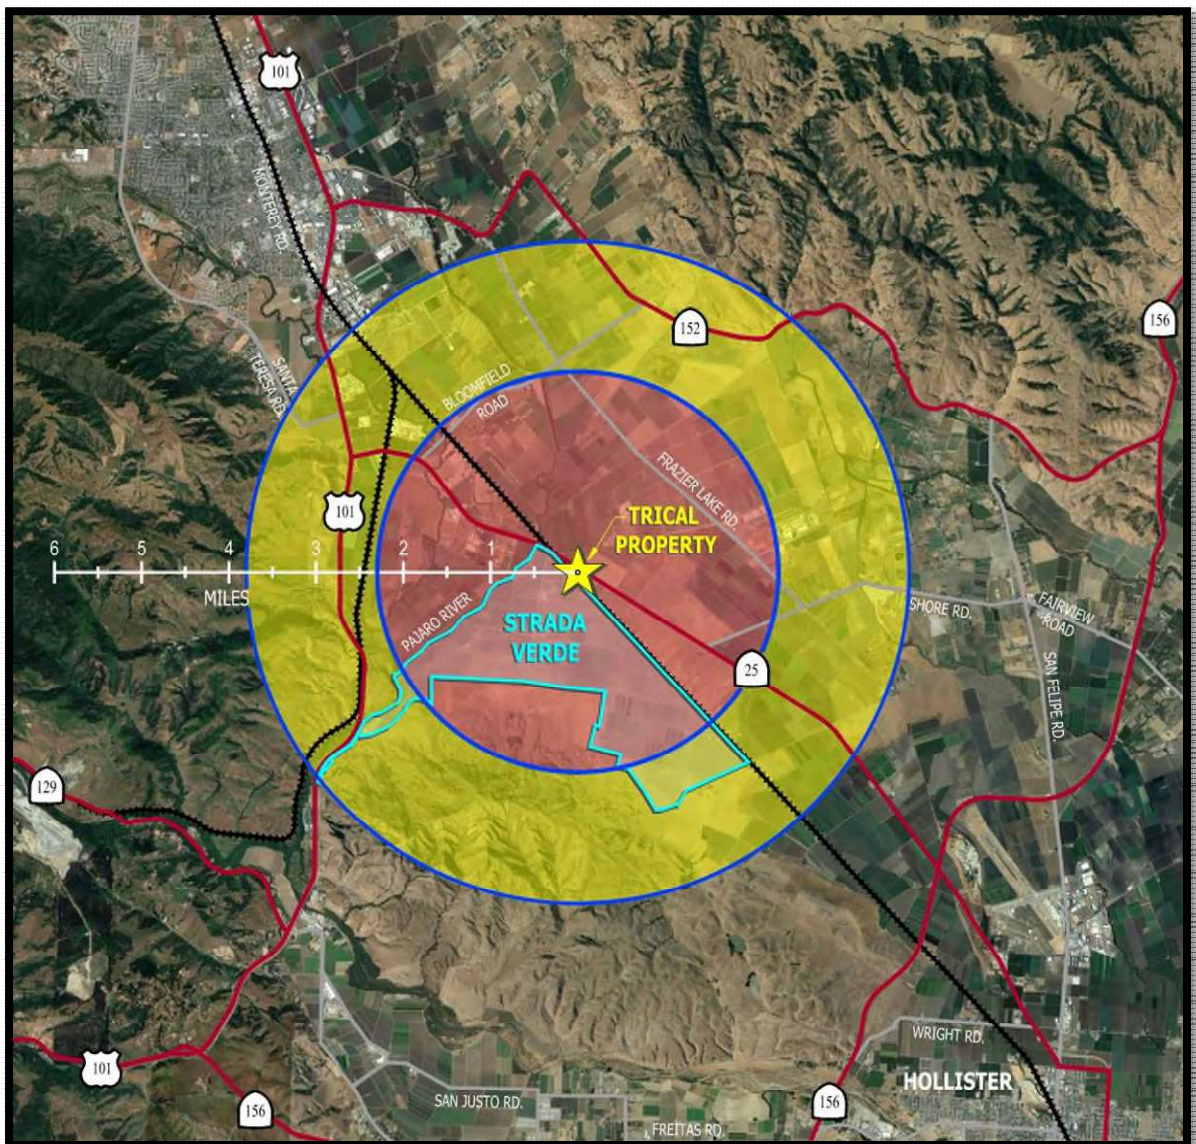 101
MONTEREY RD.
152
156
SANTA
TERESA RD.
BLOOMFIELD
ROAD
FRAZIER LAKE RD.
101
TRICAL
PROPERTY
6 5 4 3 2 1
MILES
PAJARO RIVER
STRADA
VERDE
SHORE RD.
FAIRVIEW
ROAD
25
SAN FELIPE RD.
129
WRIGHT RD.
101
HOLLISTER
156
SAN JUSTO RD.
156
FREITAS RD.